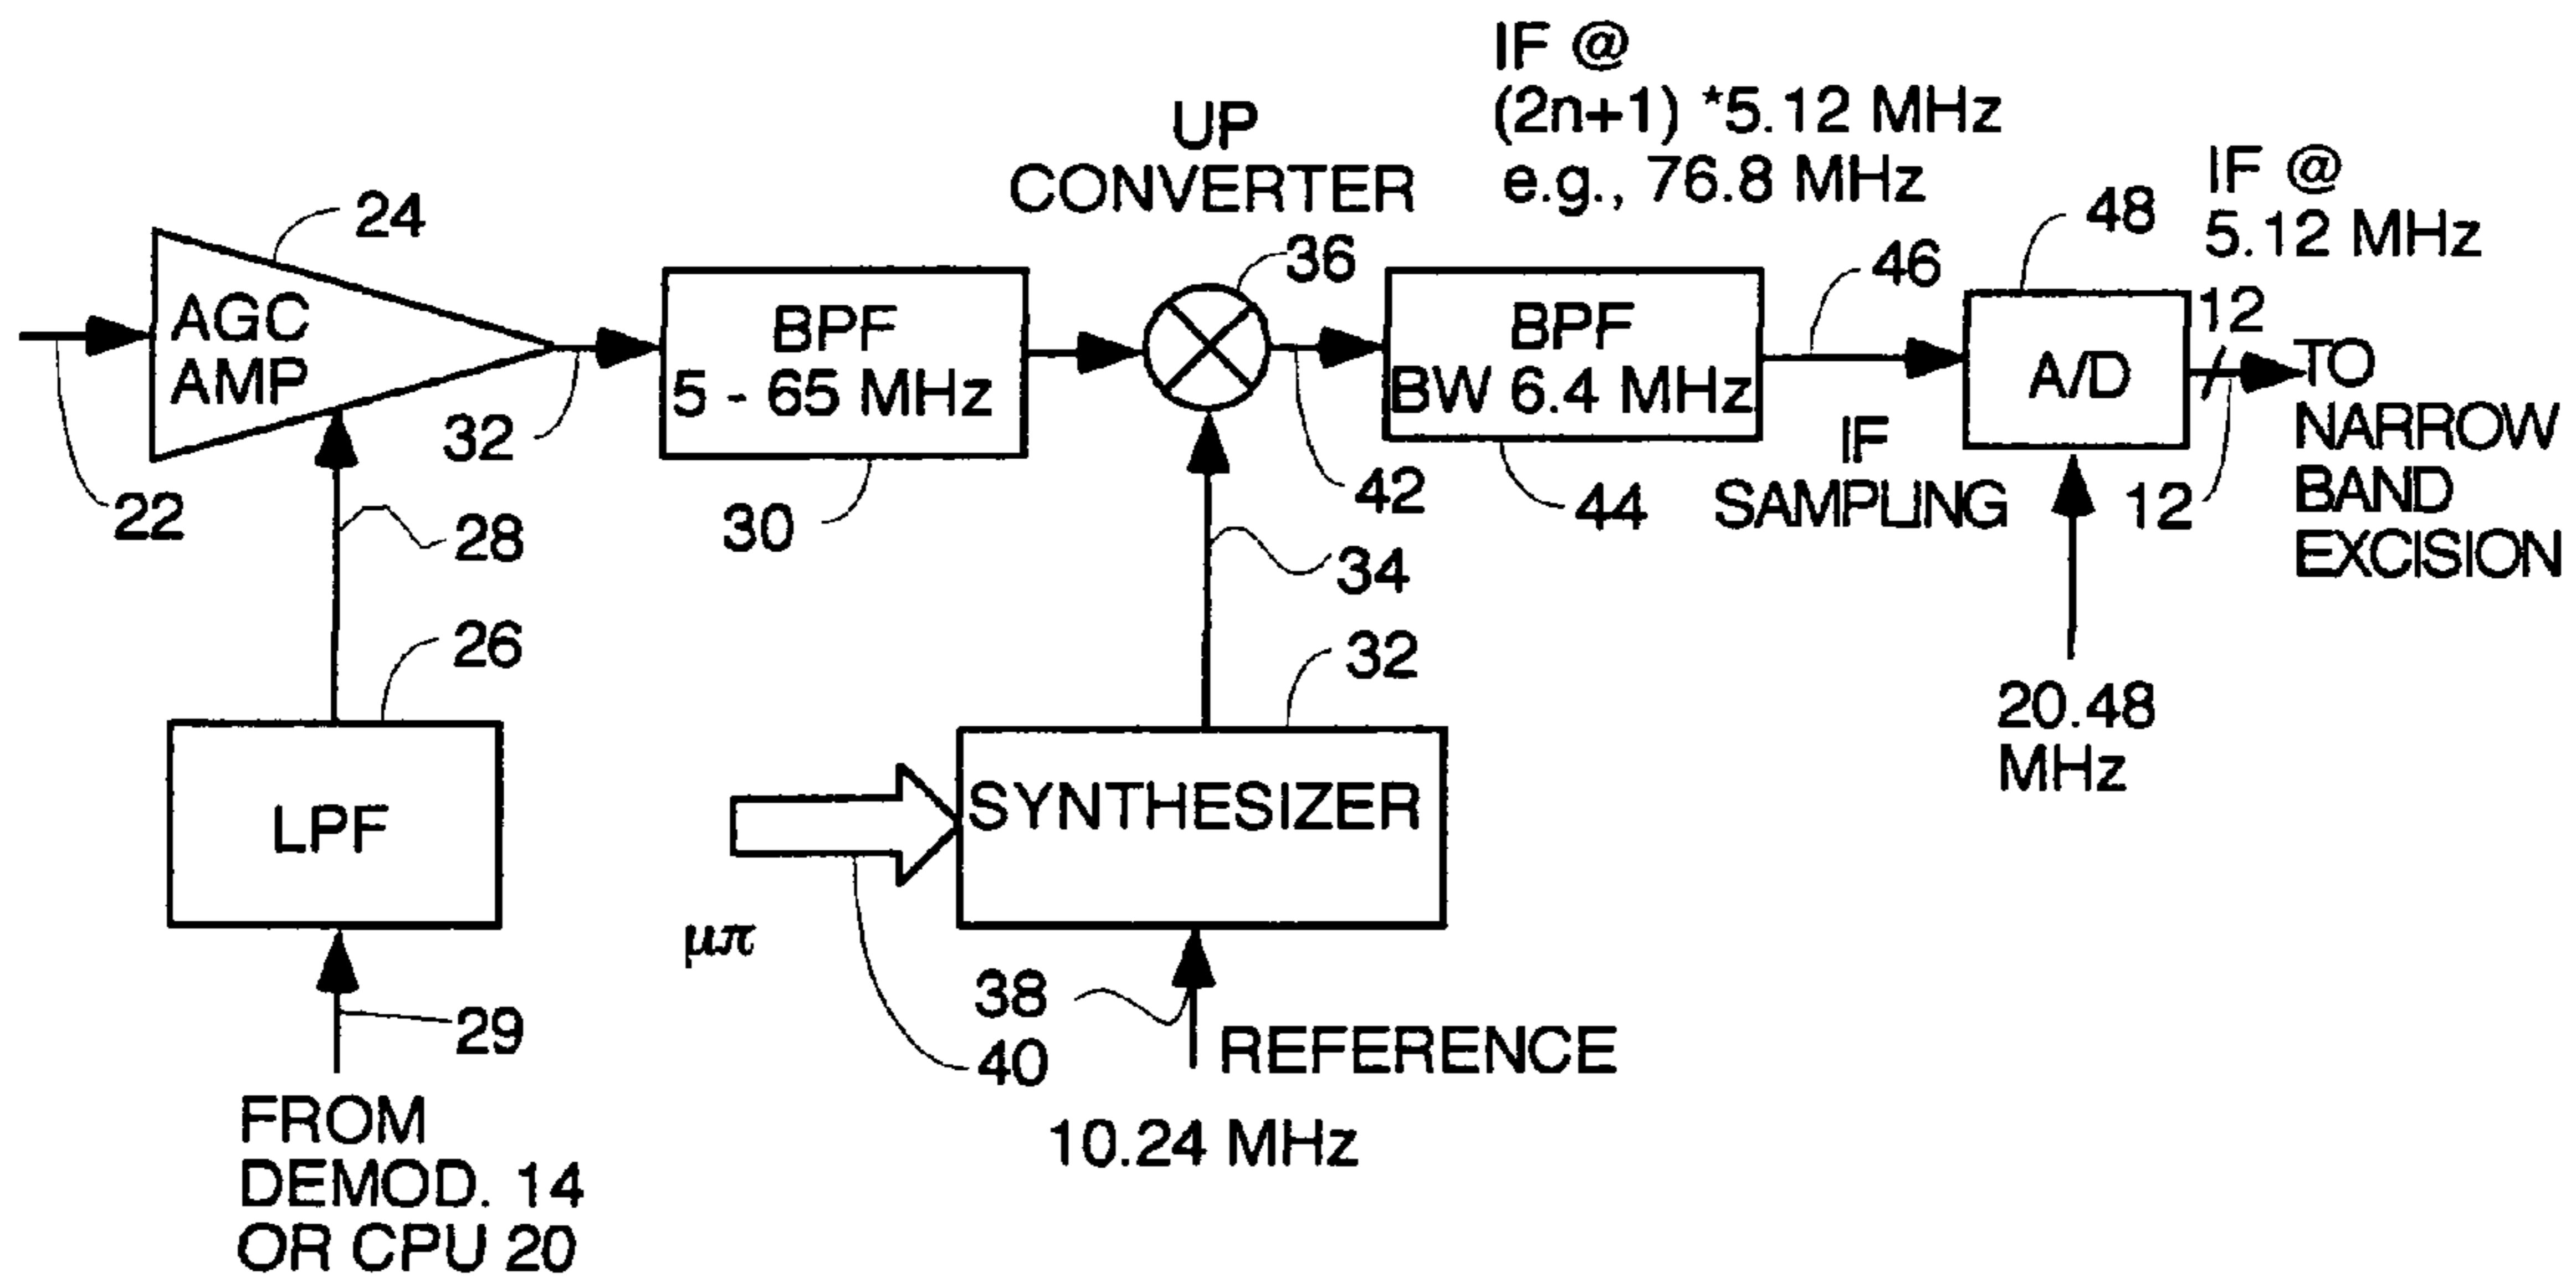 IF @
(2n+1) *5.12 MHz
e.g., 76.8 MHz
UP
CONVERTER
IF @
5.12 MHz
24
36
46
48
12
AGC
AMP
BPF
5 - 65 MHz
BPF
BW 6.4 MHz
A/D
TO
NARROW
BAND
EXCISION
22
32
30
42
44
IF
SAMPLING
12
28
34
26
32
20.48
MHz
LPF
SYNTHESIZER
μπ
29
38
40
REFERENCE
10.24 MHz
FROM
DEMOD. 14
OR CPU 20